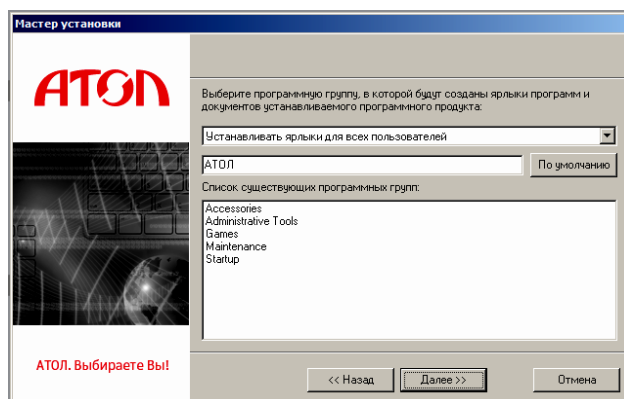 Мастер установки
АТОЛ
Выберите программную группу, в которой будут созданы ярлыки программ и
документов устанавливаемого программного продукта:
Устанавливать ярлыки для всех пользователей
АТОЛ
По умолчанию
Список существующих программных групп:
Accessories
Administrative Tools
Games
Maintenance
Startup
АТОЛ. Выбираете Вы!
<< Назад
Далее >>
Отмена